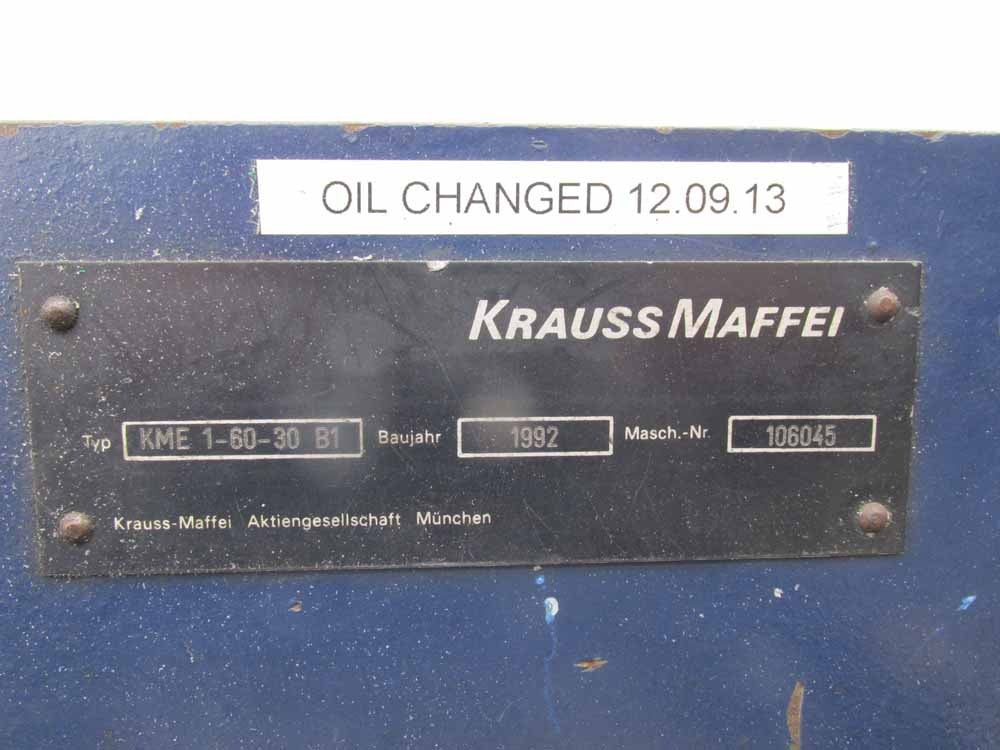 OIL CHANGED 12.09.13
KRAUSS MAFFEI
Typ KME 1-60-30 B1 Baujahr 1992 Masch.-Nr. 106045
Krauss-Maffei Aktiengesellschaft München